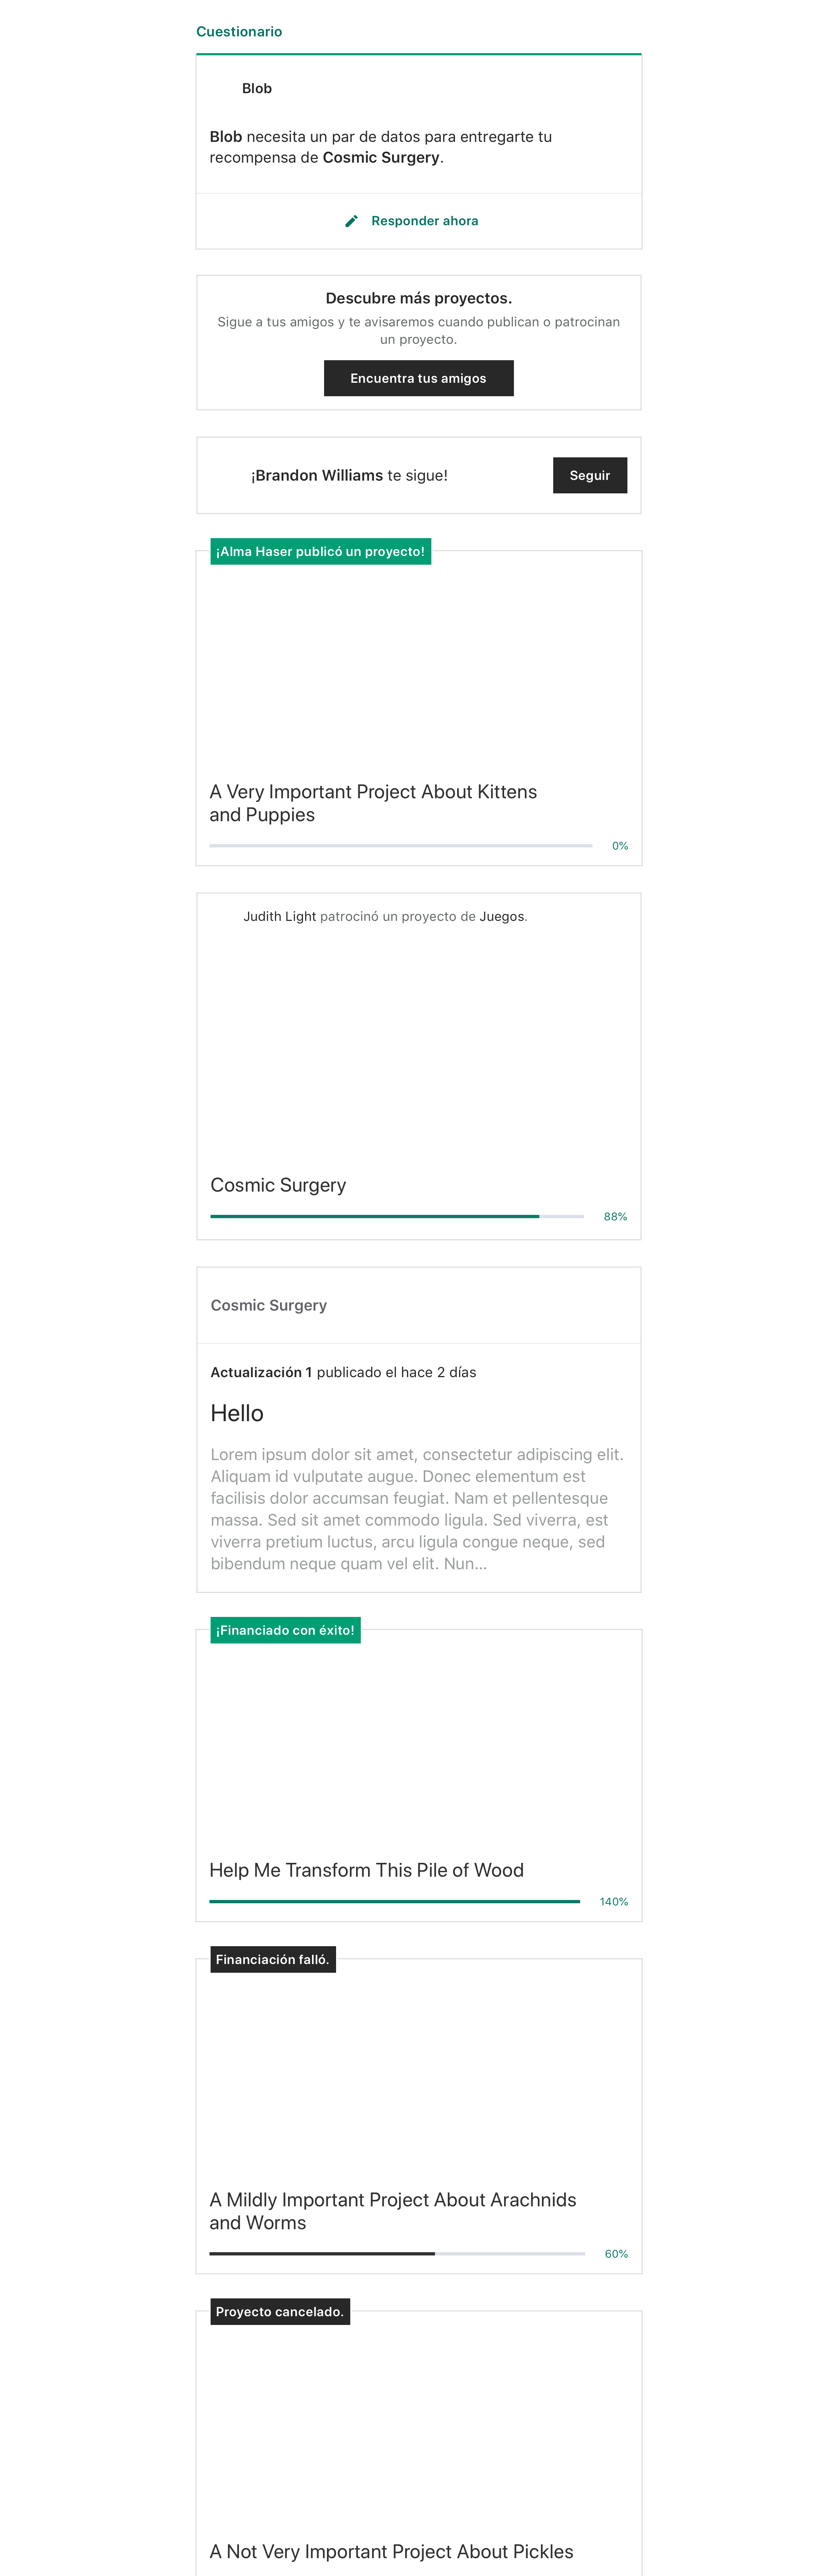 Cuestionario
Blob
Blob necesita un par de datos para entregarte tu
recompensa de Cosmic Surgery.
Responder ahora
Descubre más proyectos.
Sigue a tus amigos y te avisaremos cuando publican o patrocinan
un proyecto.
Encuentra tus amigos
¡Brandon Williams te sigue!
Seguir
¡Alma Haser publicó un proyecto!
A Very Important Project About Kittens
and Puppies
0%
Judith Light patrocinó un proyecto de Juegos.
Cosmic Surgery
88%
Cosmic Surgery
Actualización 1 publicado el hace 2 días
Hello
Lorem ipsum dolor sit amet, consectetur adipiscing elit.
Aliquam id vulputate augue. Donec elementum est
facilisis dolor accumsan feugiat. Nam et pellentesque
massa. Sed sit amet commodo ligula. Sed viverra, est
viverra pretium luctus, arcu ligula congue neque, sed
bibendum neque quam vel elit. Nun...
¡Financiado con éxito!
Help Me Transform This Pile of Wood
140%
Financiación falló.
A Mildly Important Project About Arachnids
and Worms
60%
Proyecto cancelado.
A Not Very Important Project About Pickles